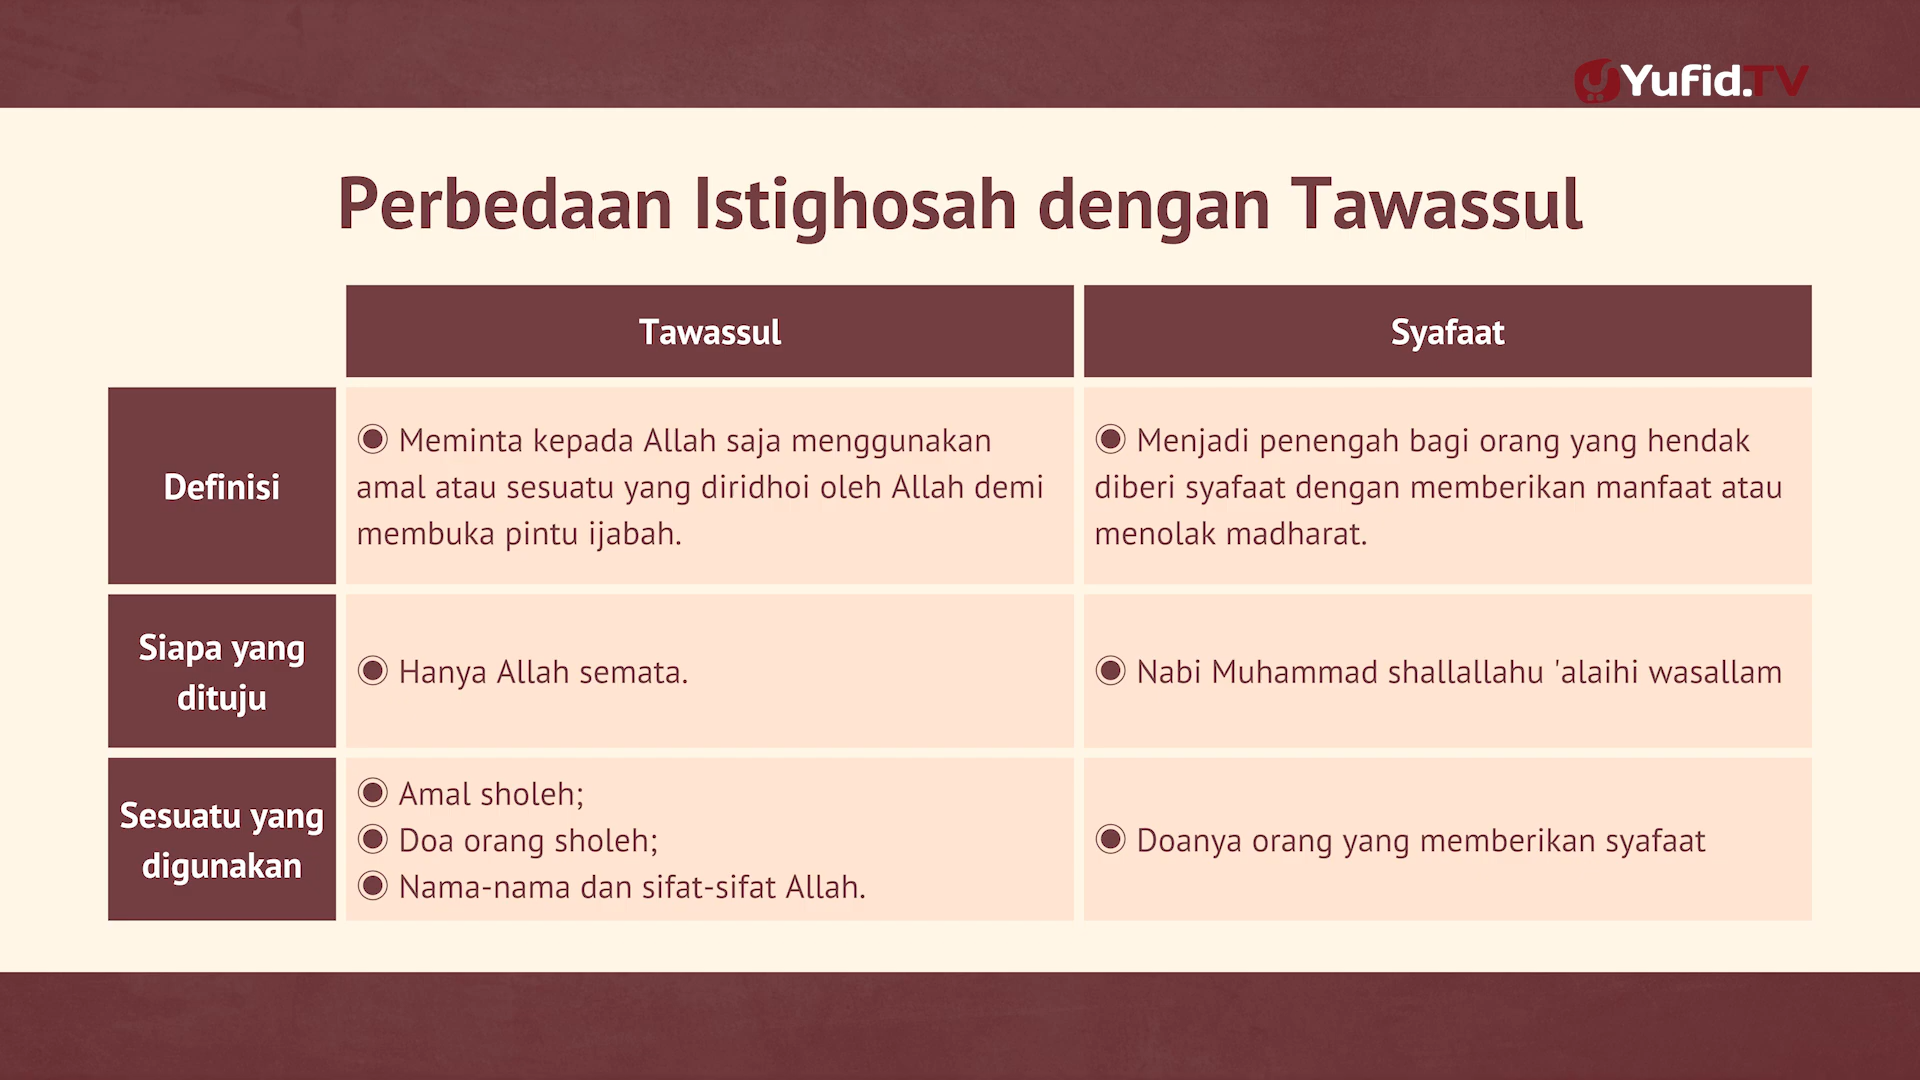 Yufid.TV
Perbedaan Istighosah dengan Tawassul
Tawassul
Syafaat
Definisi
◉ Meminta kepada Allah saja menggunakan
amal atau sesuatu yang diridhoi oleh Allah demi
membuka pintu ijabah.
◉ Menjadi penengah bagi orang yang hendak
diberi syafaat dengan memberikan manfaat atau
menolak madharat.
Siapa yang
dituju
◉ Hanya Allah semata.
◉ Nabi Muhammad shallallahu 'alaihi wasallam
Sesuatu yang
digunakan
◉ Amal sholeh;
◉ Doa orang sholeh;
◉ Nama-nama dan sifat-sifat Allah.
◉ Doanya orang yang memberikan syafaat